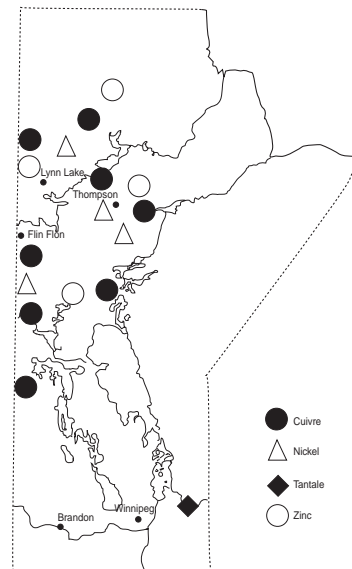 Lynn Lake
Thompson
Flin Flon
Cuivre
Nickel
Tantale
Zinc
Winnipeg
Brandon